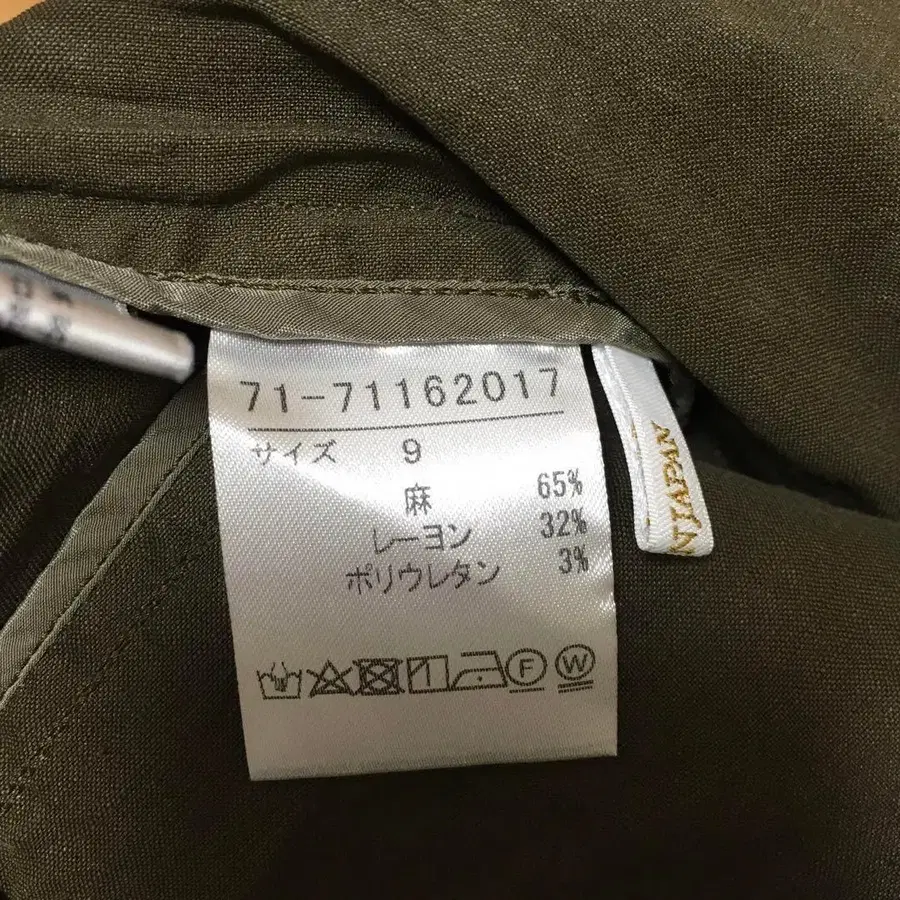 71-71162017
サイズ 9
麻 65%
レーヨン 32%
ポリウレタン 3%
F W
JAPAN